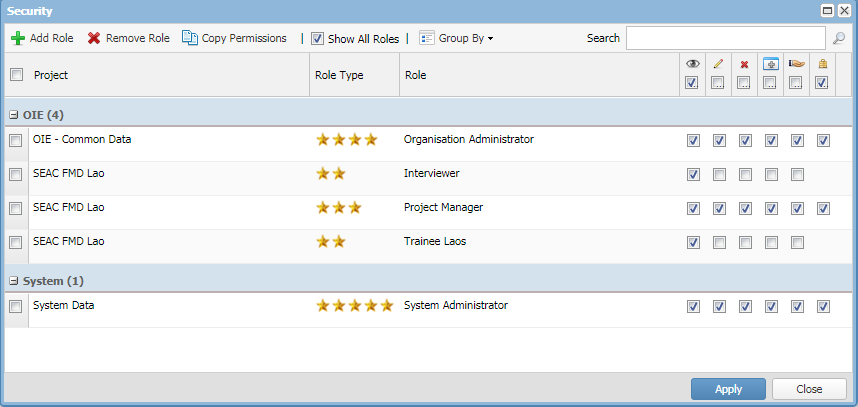 Security
Add Role Remove Role Copy Permissions | Show All Roles | Group By Search
Project Role Type Role
OIE (4)
OIE - Common Data Organisation Administrator
SEAC FMD Lao Interviewer
SEAC FMD Lao Project Manager
SEAC FMD Lao Trainee Laos
System (1)
System Data System Administrator
Apply Close